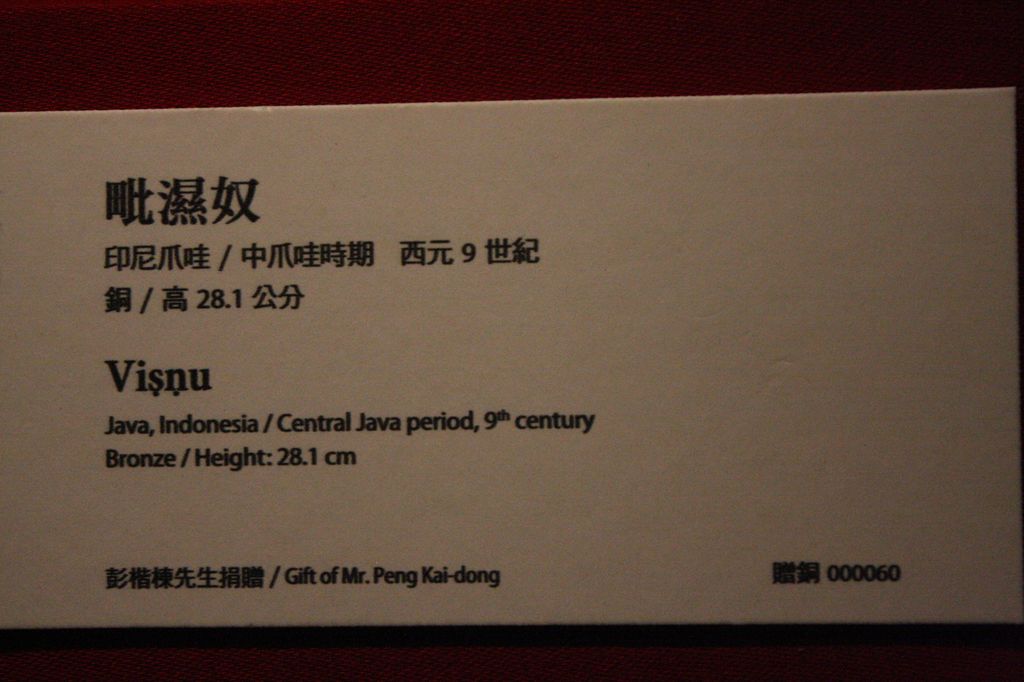 毗濕奴
印尼爪哇 / 中爪哇時期　西元 9 世紀
銅 / 高 28.1 公分
Viṣṇu
Java, Indonesia / Central Java period, 9th century
Bronze / Height: 28.1 cm
彭楷棟先生捐贈 / Gift of Mr. Peng Kai-dong
贈銅 000060